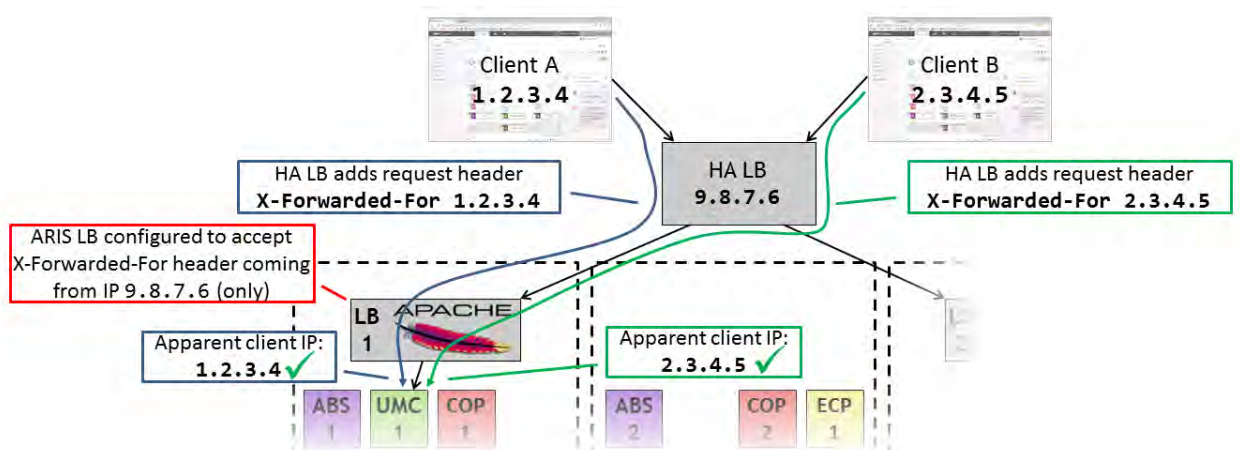 Client A
1.2.3.4
Client B
2.3.4.5
HA LB
9.8.7.6
HA LB adds request header
X-Forwarded-For 1.2.3.4
HA LB adds request header
X-Forwarded-For 2.3.4.5
ARIS LB configured to accept
X-Forwarded-For header coming
from IP 9.8.7.6 (only)
LB
1
APACHE
Apparent client IP:
1.2.3.4
Apparent client IP:
2.3.4.5
ABS
1
UMC
1
COP
1
ABS
2
COP
2
ECP
1